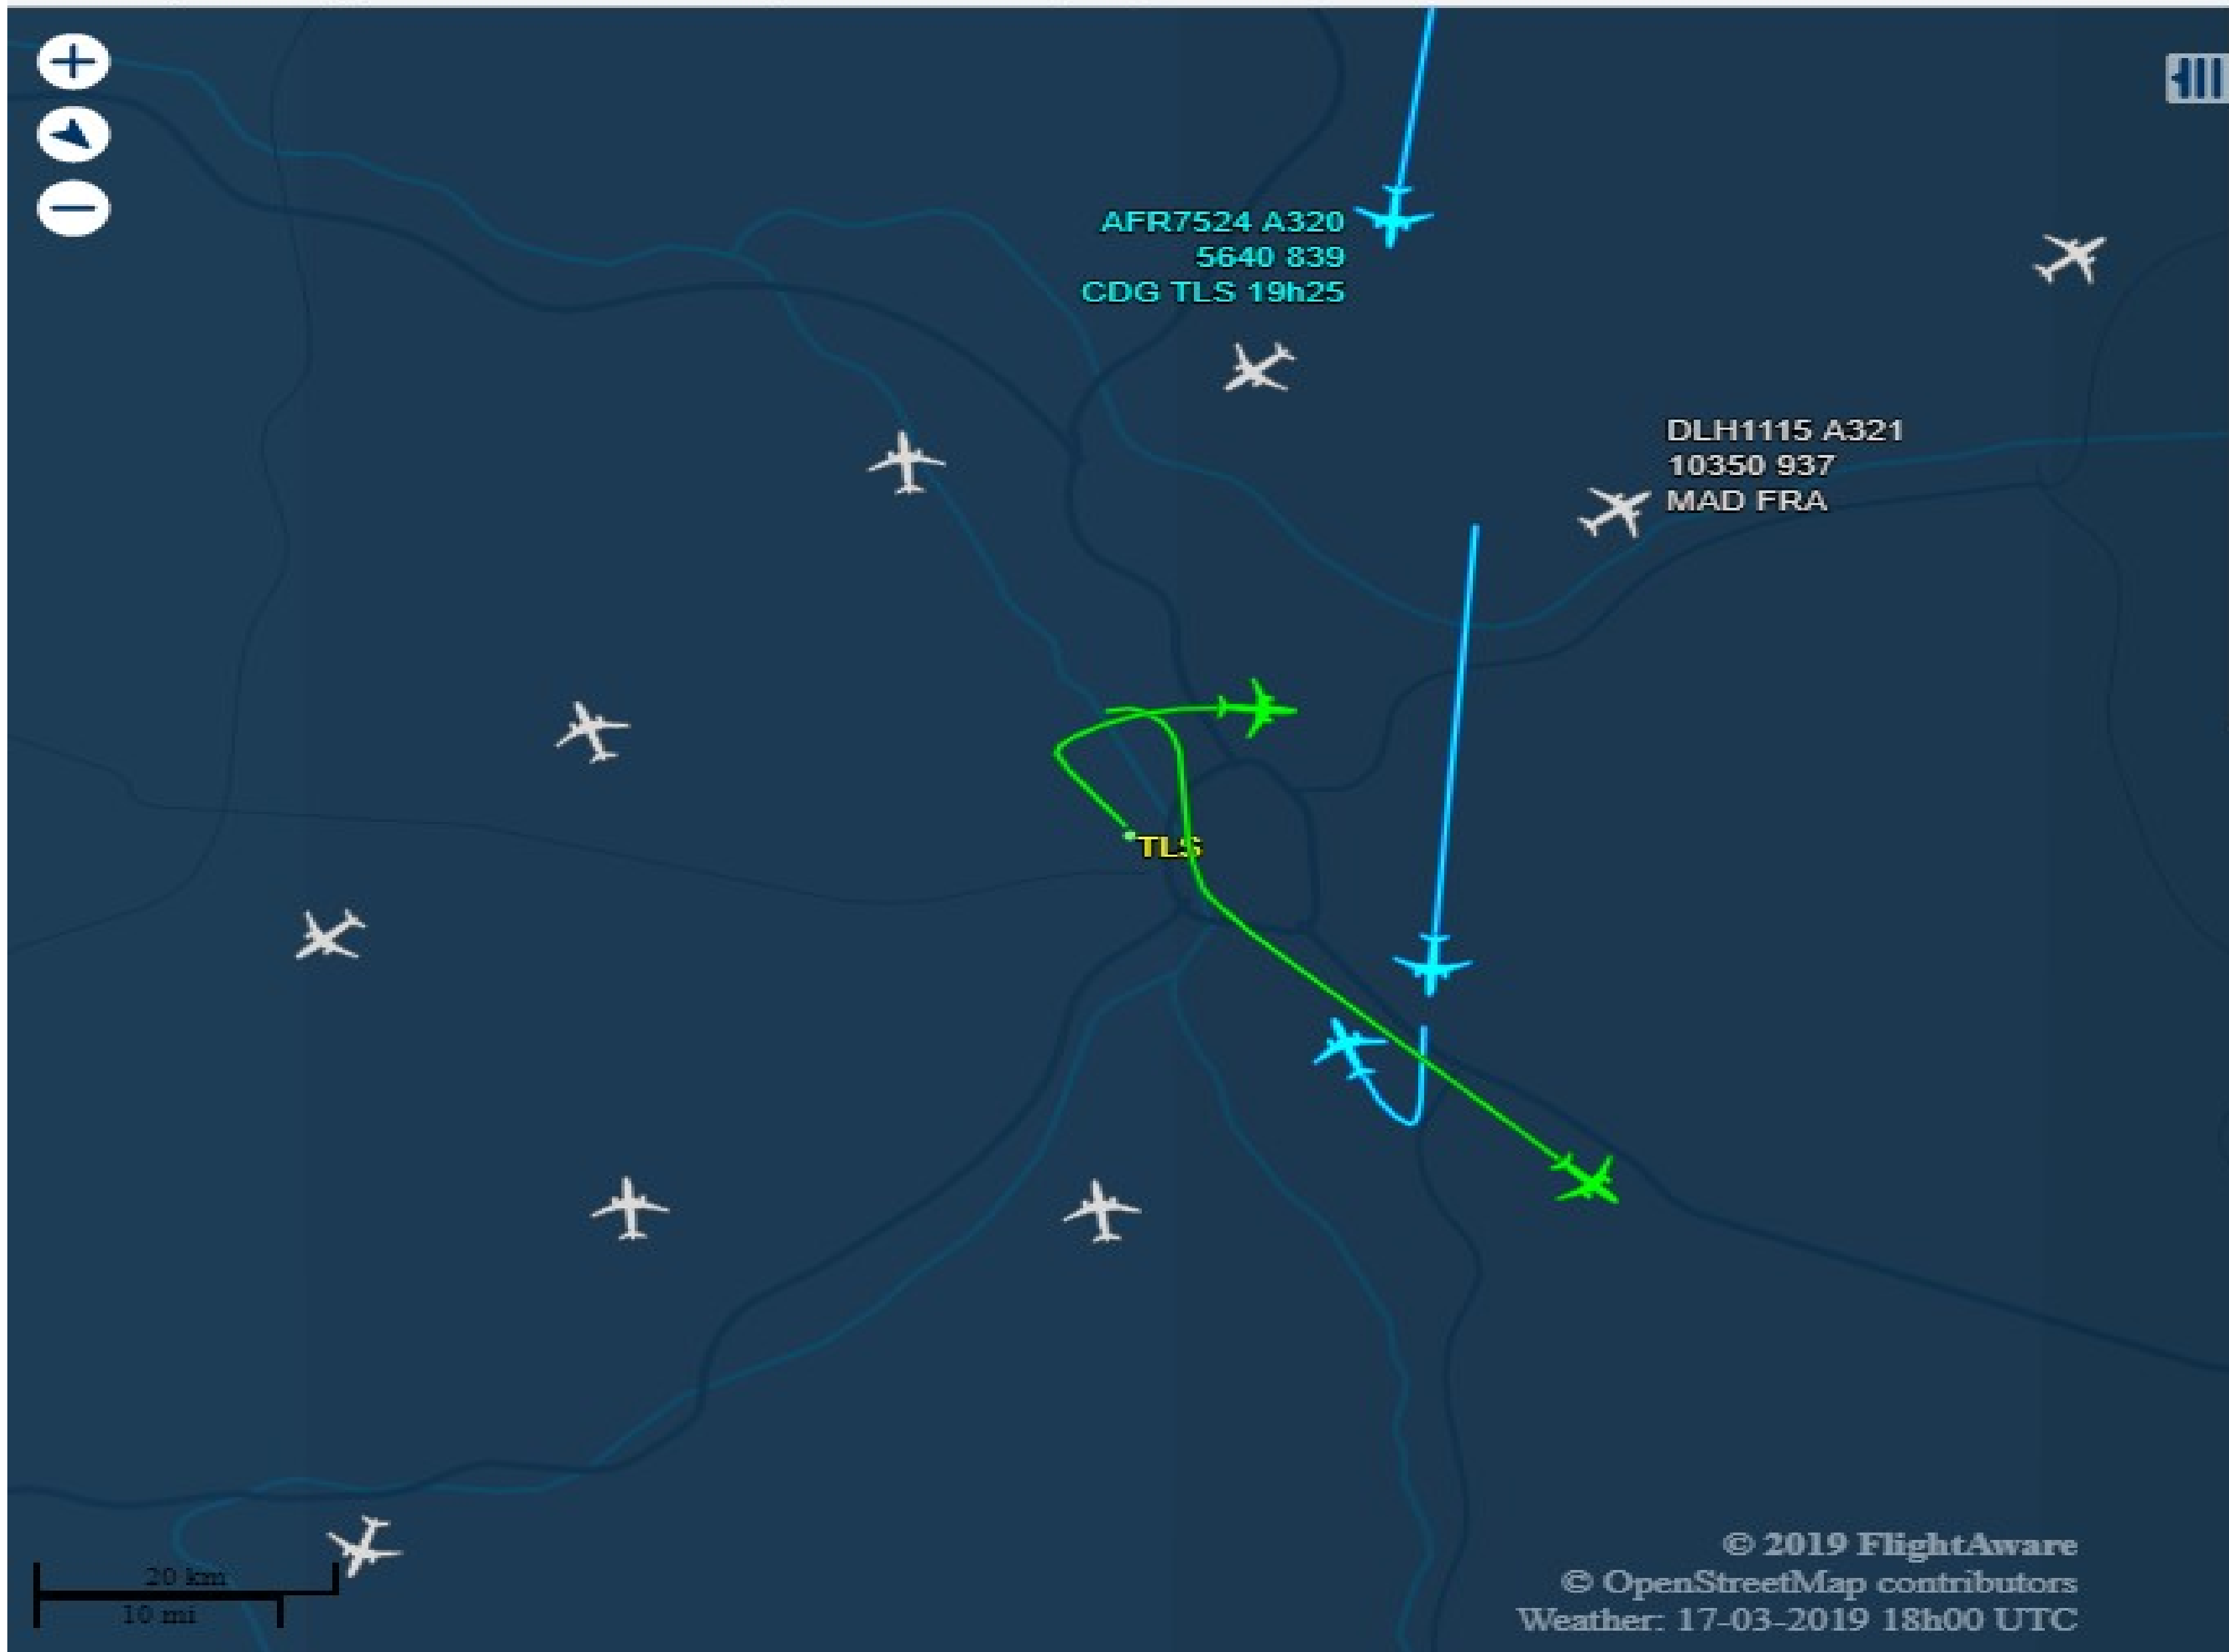 AFR7524 A320
5640 839
CDG TLS 19h25
DLH1115 A321
10350 937
MAD FRA
TLS
20 km
10 mi
© 2019 FlightAware
© OpenStreetMap contributors
Weather: 17-03-2019 18h00 UTC